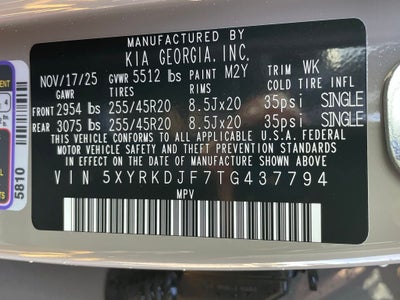 MANUFACTURED BY
KIA GEORGIA, INC.
NOV/17/25 GVWR 5512 lbs PAINT M2Y TRIM WK
GAWR TIRES RIMS COLD TIRE INFL
FRONT 2954 lbs 255/45R20 8.5Jx20 35psi SINGLE
REAR 3075 lbs 255/45R20 8.5Jx20 35psi SINGLE
THIS VEHICLE CONFORMS TO ALL APPLICABLE U.S.A. FEDERAL
MOTOR VEHICLE SAFETY AND THEFT PREVENTION STANDARDS
IN EFFECT ON THE DATE OF MANUFACTURE SHOWN ABOVE.
VIN 5XYRKDJF7TG437794
MPV
5810